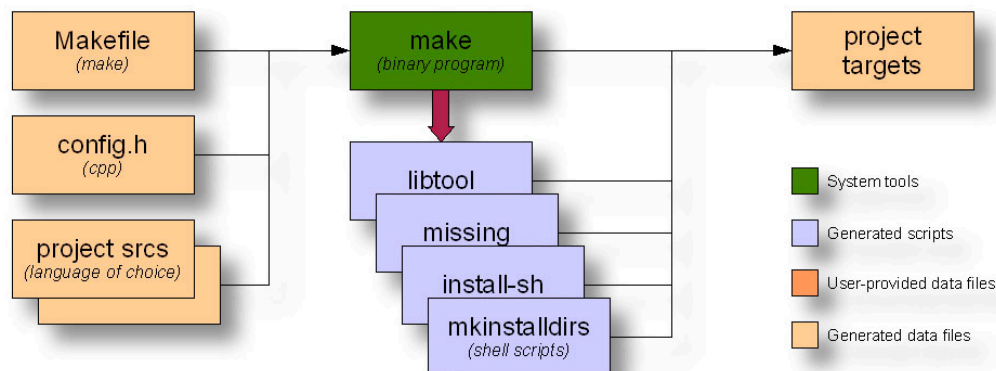 Makefile
(make)
make
(binary program)
project
targets
config.h
(cpp)
libtool
missing
install-sh
mkinstalldirs
(shell scripts)
project srcs
(language of choice)
System tools
Generated scripts
User-provided data files
Generated data files